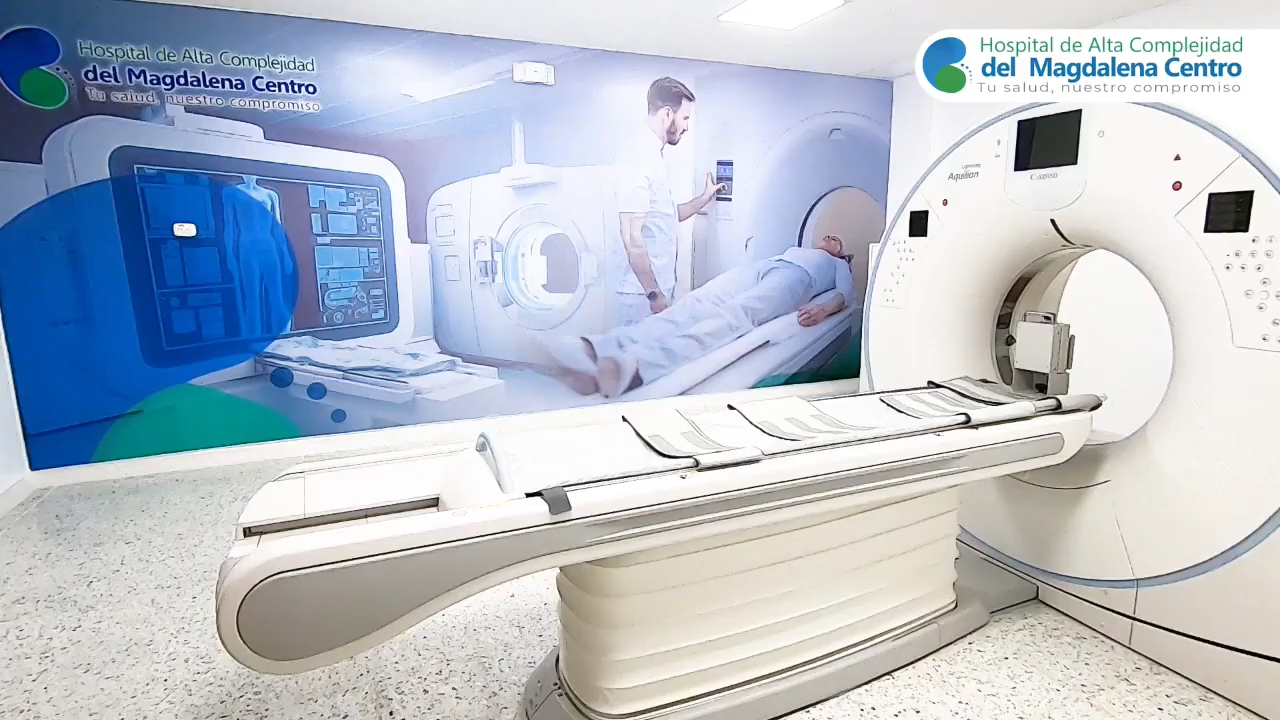 Hospital de Alta Complejidad
del Magdalena Centro
Tu salud, nuestro compromiso
Hospital de Alta Complejidad
del Magdalena Centro
Tu salud, nuestro compromiso
Aquilion
Canon